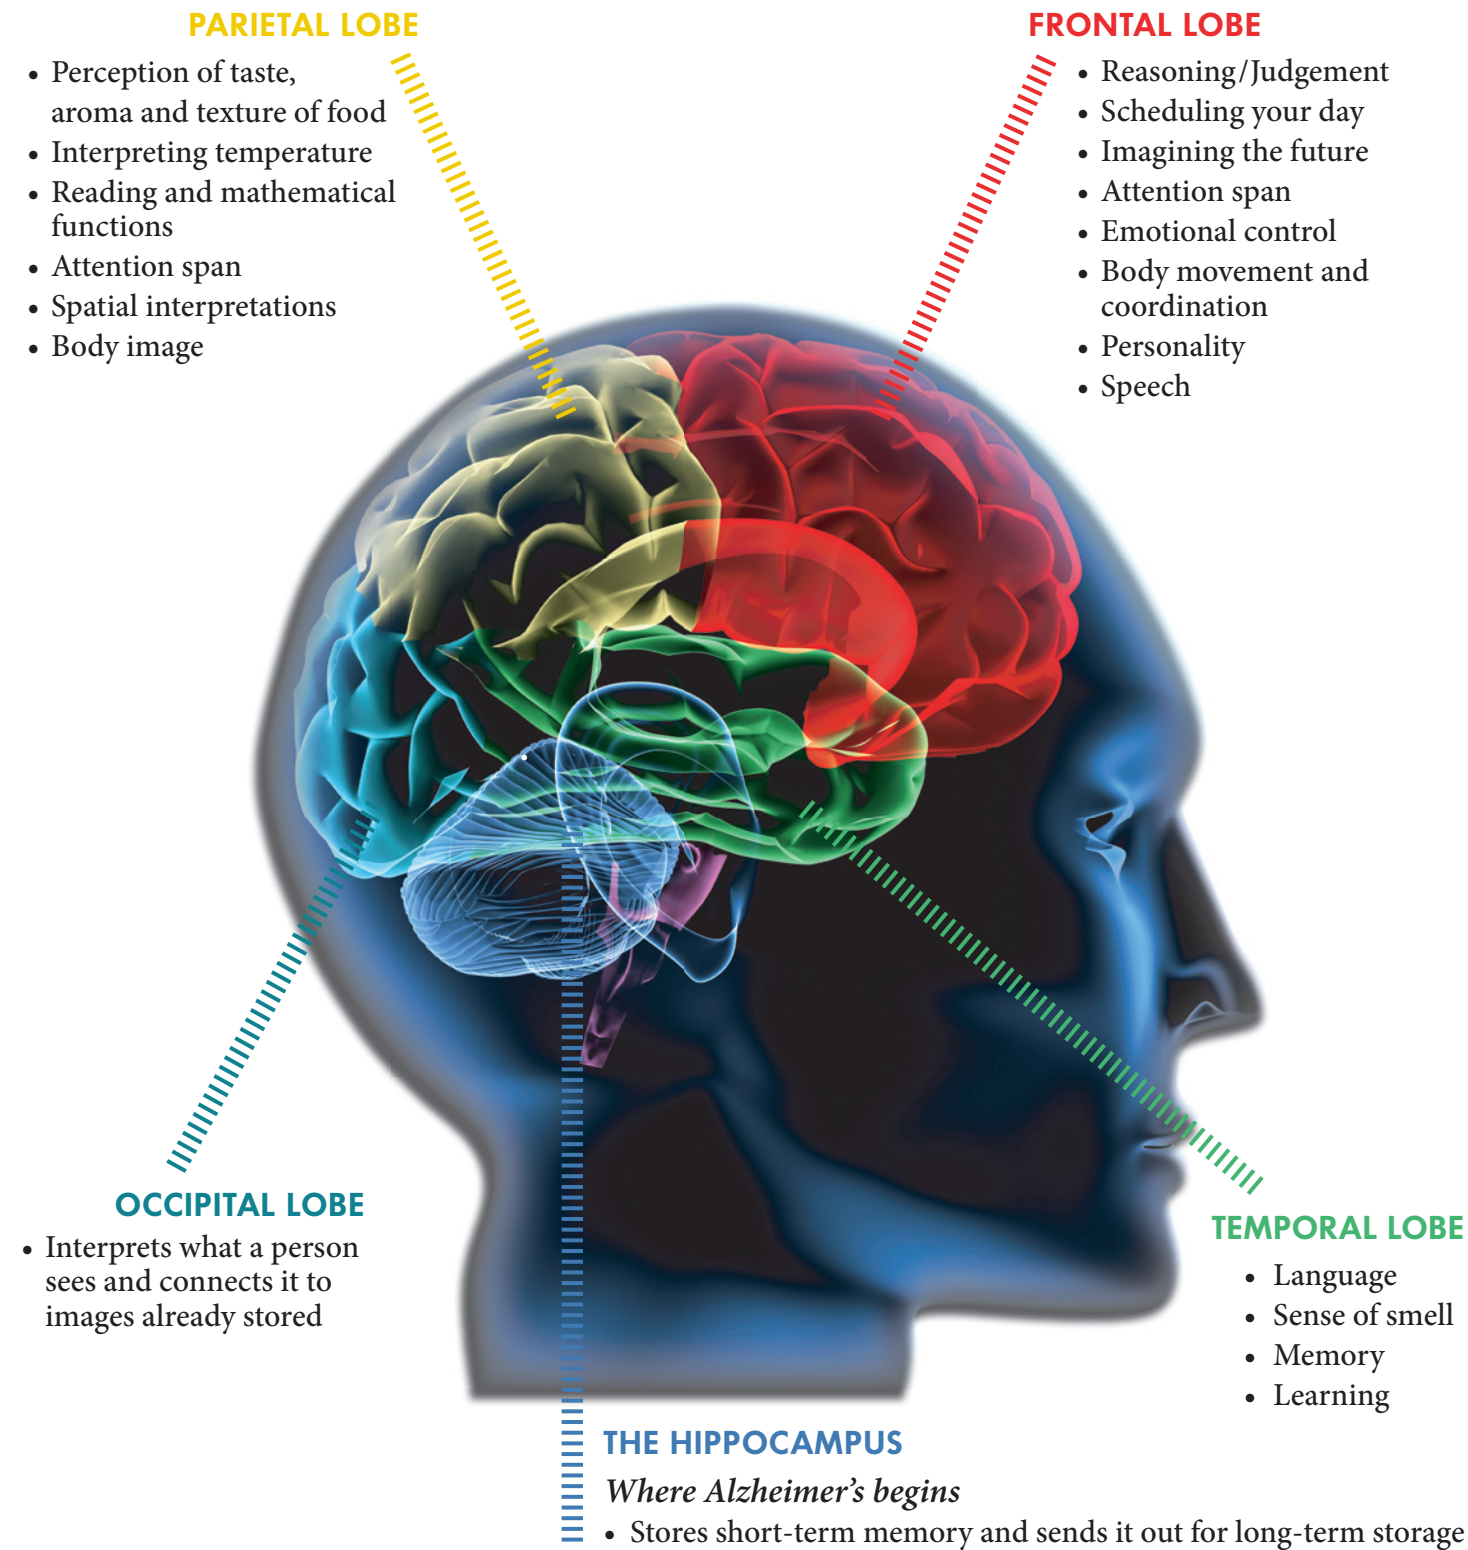 PARIETAL LOBE
• Perception of taste,
aroma and texture of food
• Interpreting temperature
• Reading and mathematical
functions
• Attention span
• Spatial interpretations
• Body image
FRONTAL LOBE
• Reasoning/Judgement
• Scheduling your day
• Imagining the future
• Attention span
• Emotional control
• Body movement and
coordination
• Personality
• Speech
OCCIPITAL LOBE
• Interprets what a person
sees and connects it to
images already stored
TEMPORAL LOBE
• Language
• Sense of smell
• Memory
• Learning
THE HIPPOCAMPUS
Where Alzheimer’s begins
• Stores short-term memory and sends it out for long-term storage